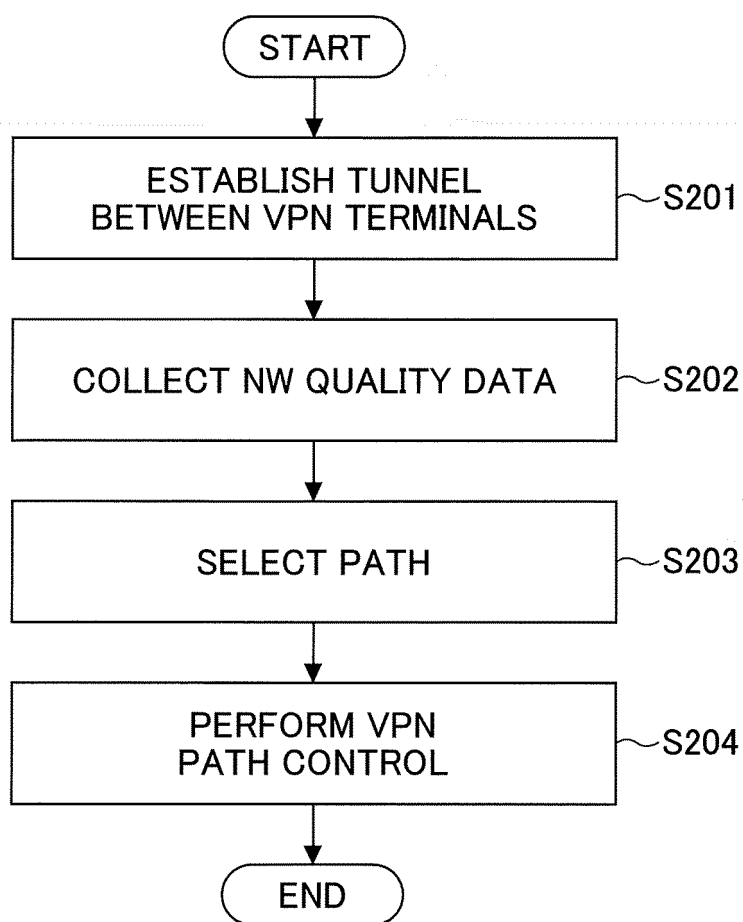 START
ESTABLISH TUNNEL
BETWEEN VPN TERMINALS
S201
COLLECT NW QUALITY DATA
S202
SELECT PATH
S203
PERFORM VPN
PATH CONTROL
S204
END